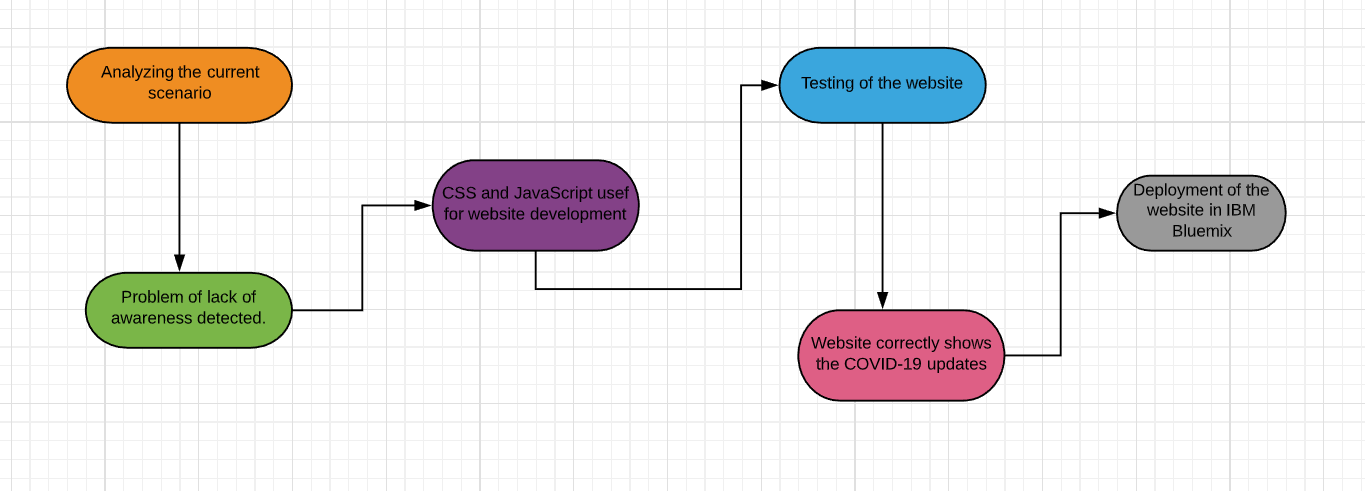 Analyzing the current
scenario
Problem of lack of
awareness detected.
CSS and JavaScript usef
for website development
Testing of the website
Website correctly shows
the COVID-19 updates
Deployment of the
website in IBM
Bluemix